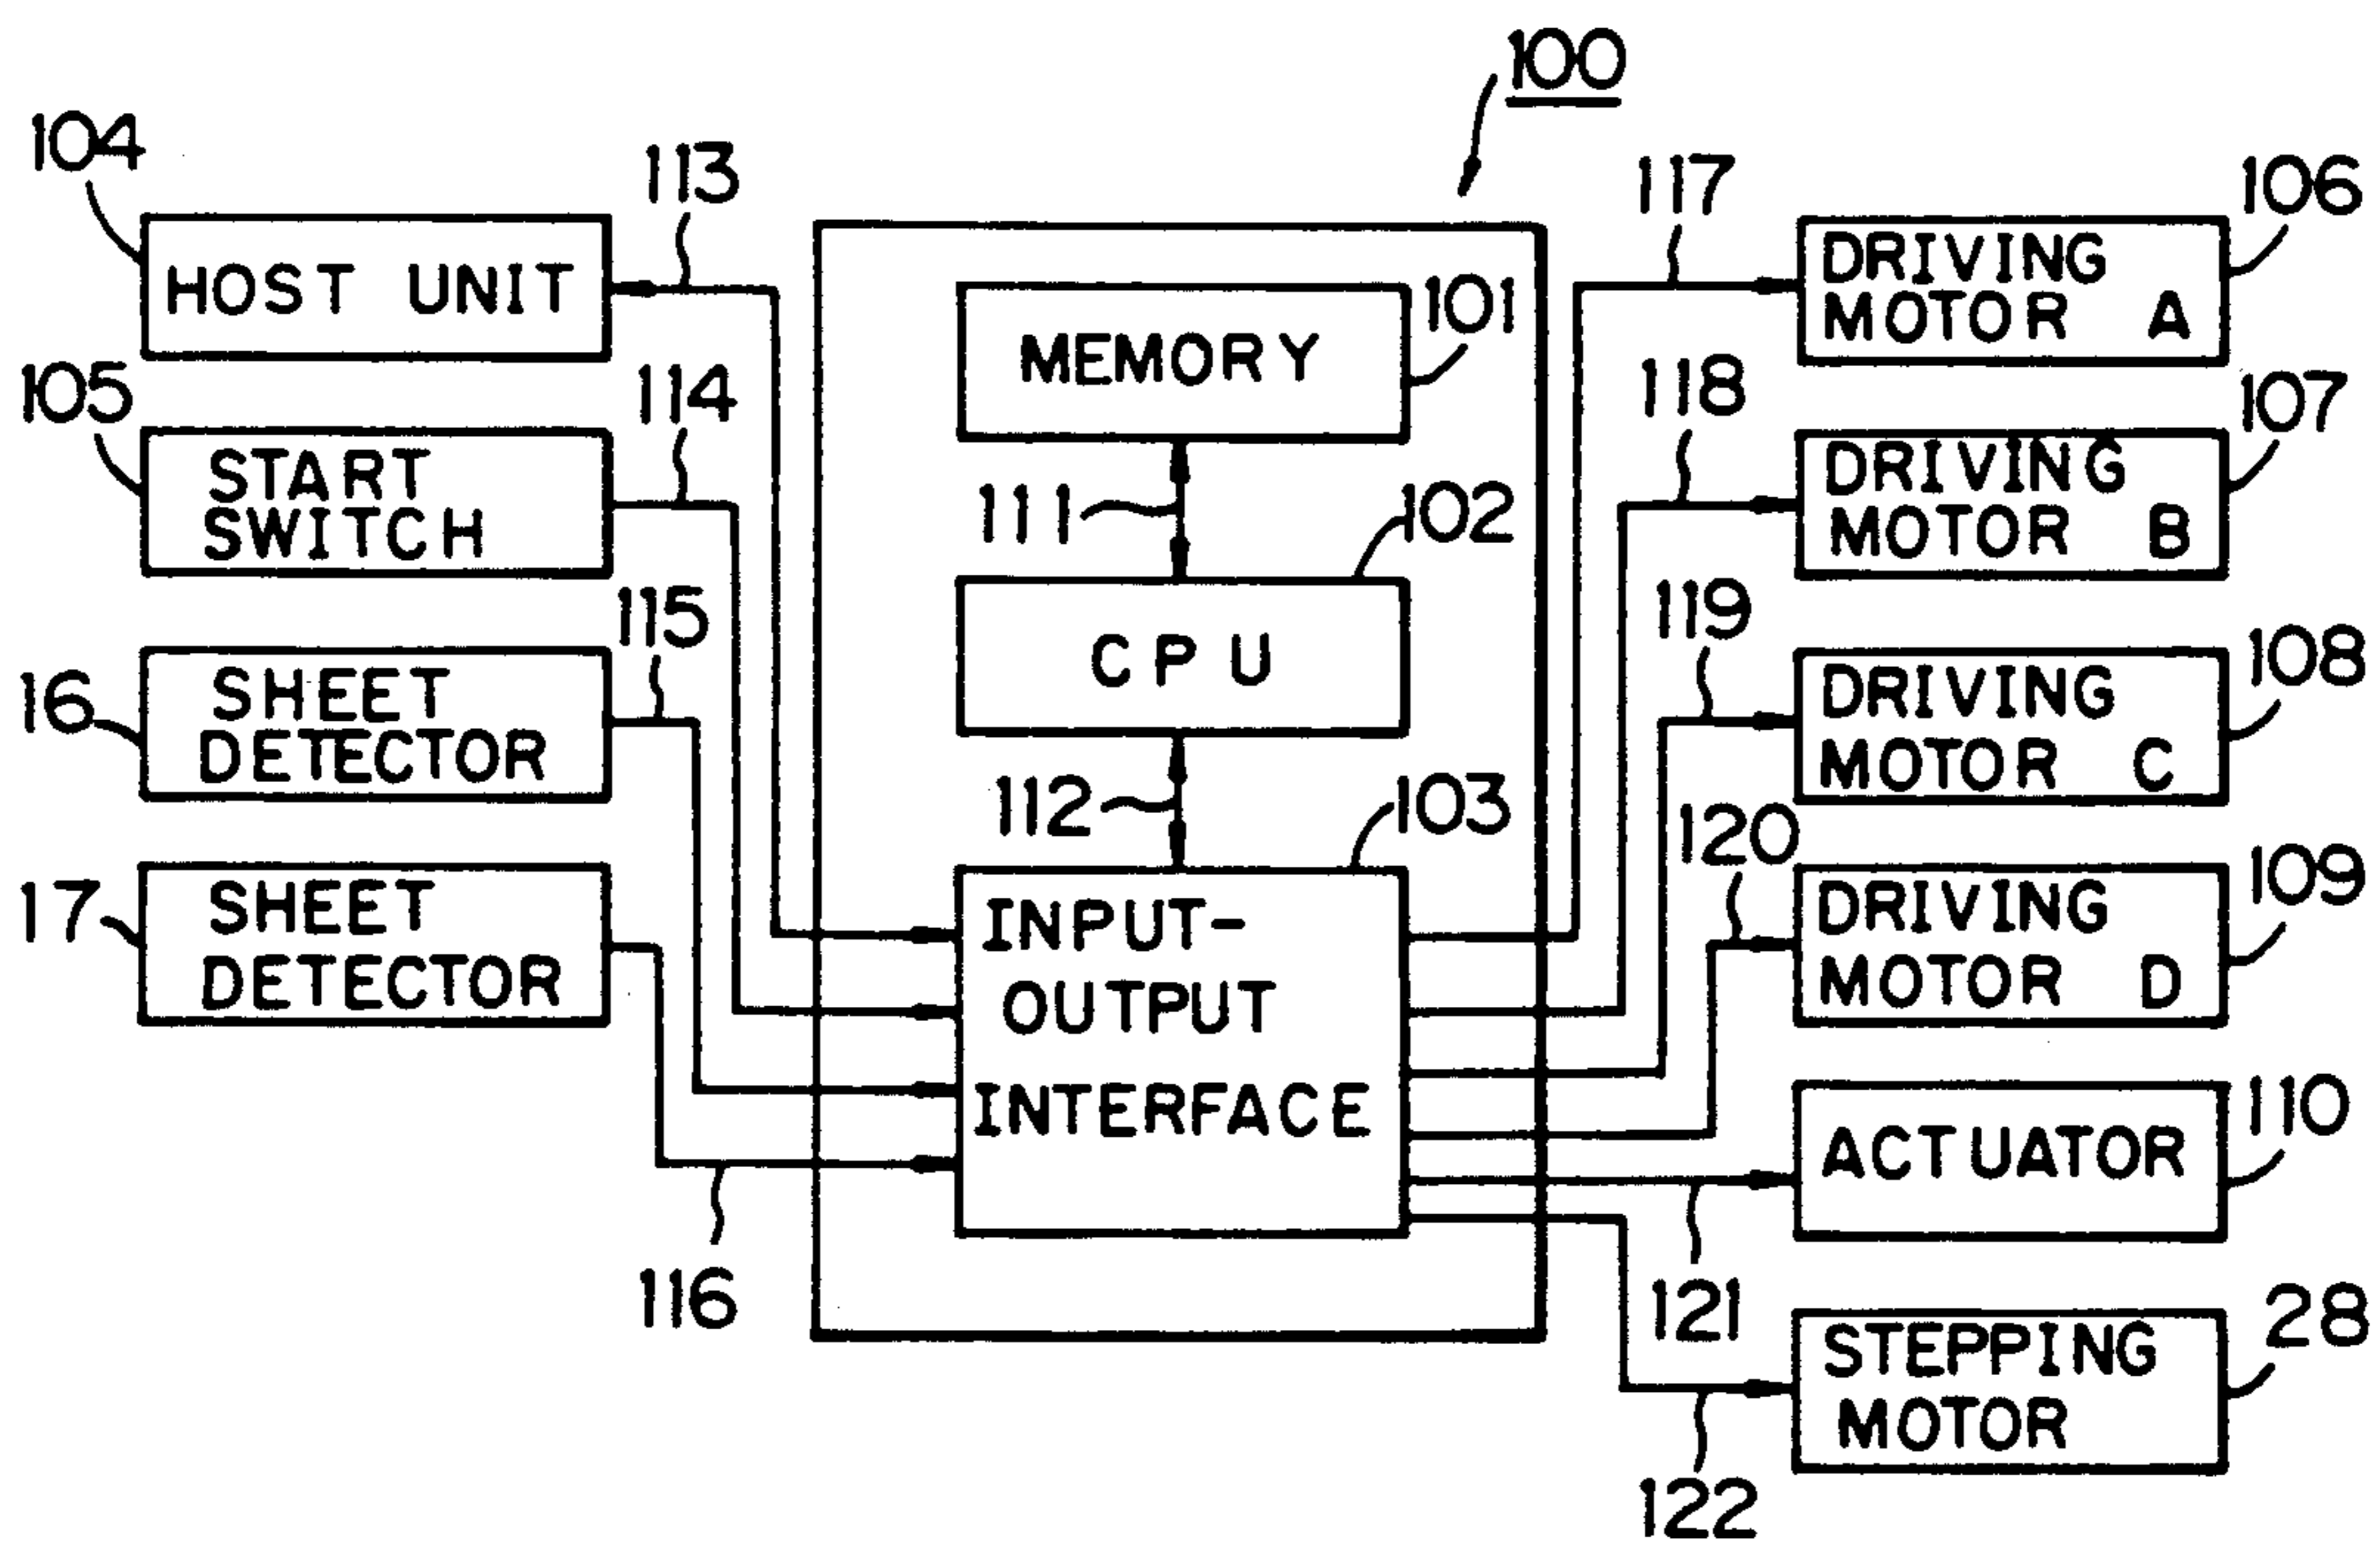 100
104
113
HOST UNIT
105
114
START
SWITCH
115
16
SHEET
DETECTOR
17
SHEET
DETECTOR
116
MEMORY
101
111
102
CPU
112
103
INPUT-
OUTPUT
INTERFACE
117
106
DRIVING
MOTOR A
118
107
DRIVING
MOTOR B
119
108
DRIVING
MOTOR C
120
109
DRIVING
MOTOR D
110
ACTUATOR
121
28
STEPPING
MOTOR
122